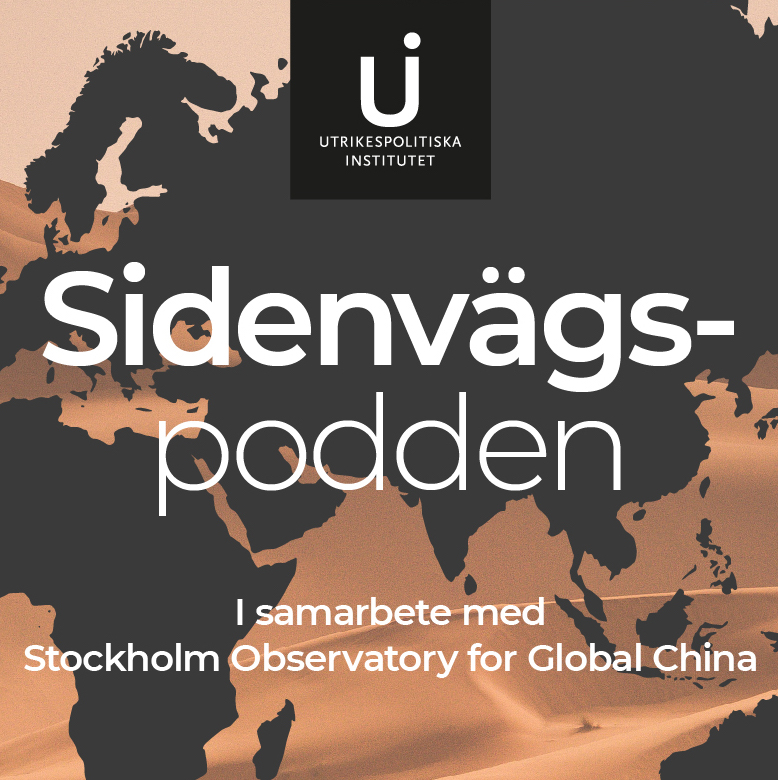 UTRIKESPOLITISKA
INSTITUTET
Sidenvägs-
podden
I samarbete med
Stockholm Observatory for Global China